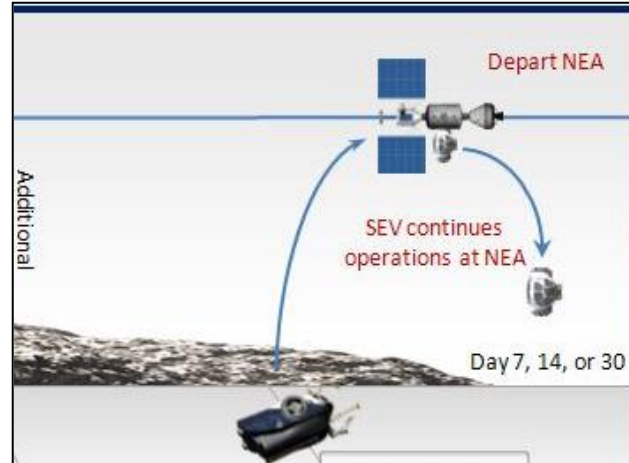 Depart NEA
Additional
SEV continues
operations at NEA
Day 7, 14, or 30